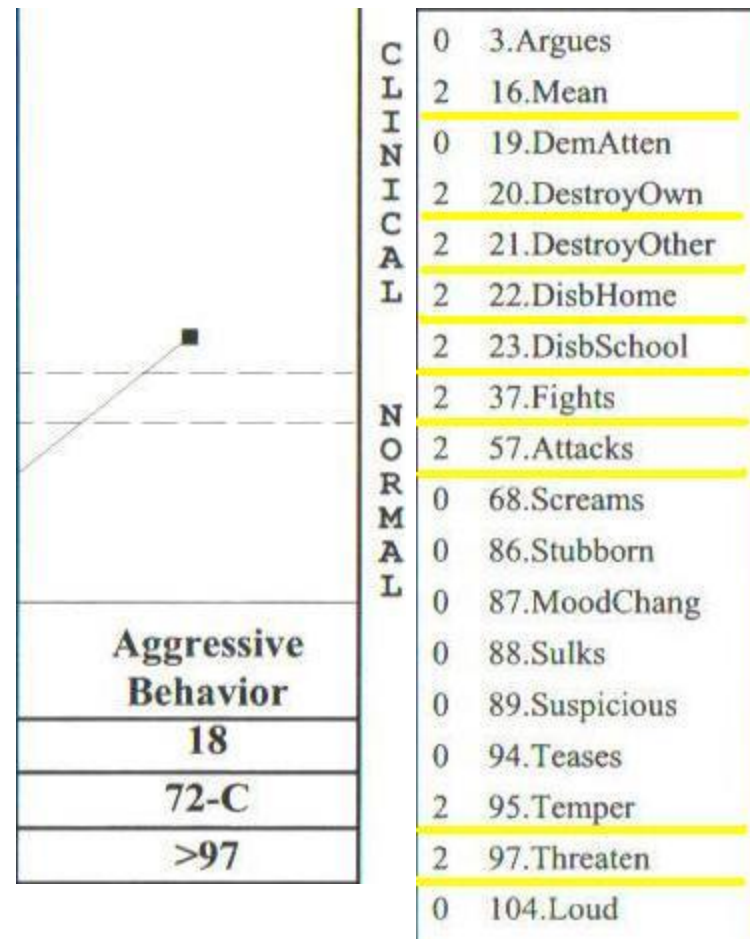 CLINICAL
NORMAL
Aggressive
Behavior
18
72-C
>97
0 3.Argues
2 16.Mean
0 19.DemAtten
2 20.DestroyOwn
2 21.DestroyOther
2 22.DisbHome
2 23.DisbSchool
2 37.Fights
2 57.Attacks
0 68.Screams
0 86.Stubborn
0 87.MoodChang
0 88.Sulks
0 89.Suspicious
0 94.Teases
2 95.Temper
2 97.Threaten
0 104.Loud